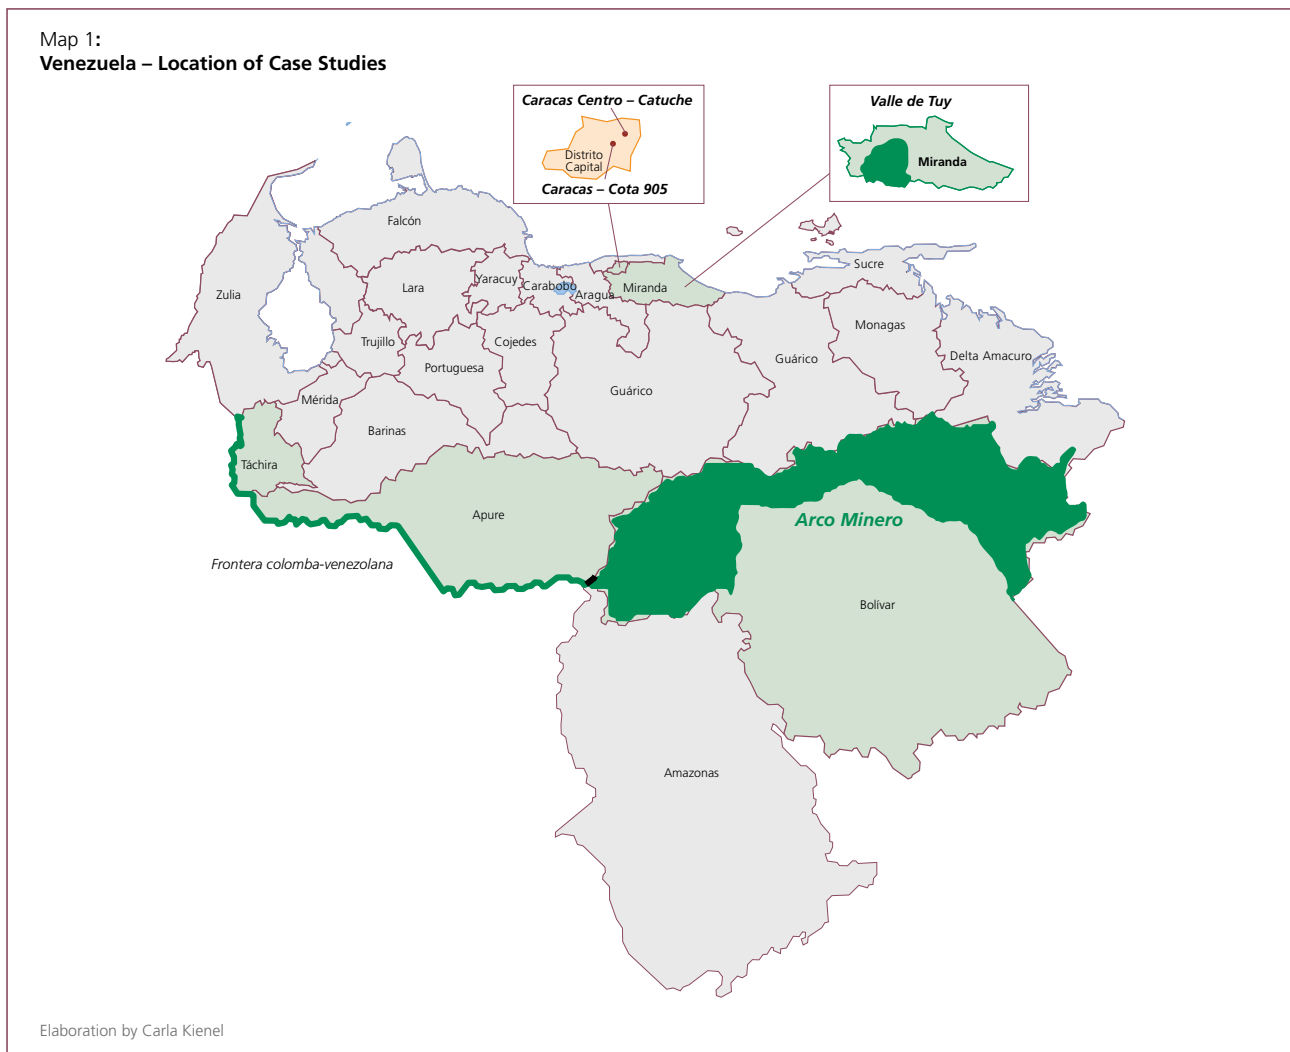 Map 1:
Venezuela – Location of Case Studies
Caracas Centro – Catuche
Distrito
Capital
Caracas – Cota 905
Valle de Tuy
Miranda
Falcón
Zulia
Lara
Yaracuy
Carabobo
Aragua
Miranda
Sucre
Trujillo
Cojedes
Portuguesa
Monagas
Delta Amacuro
Guárico
Guárico
Mérida
Barinas
Táchira
Apure
Arco Minero
Frontera colomba-venezolana
Bolívar
Amazonas
Elaboration by Carla Kienel